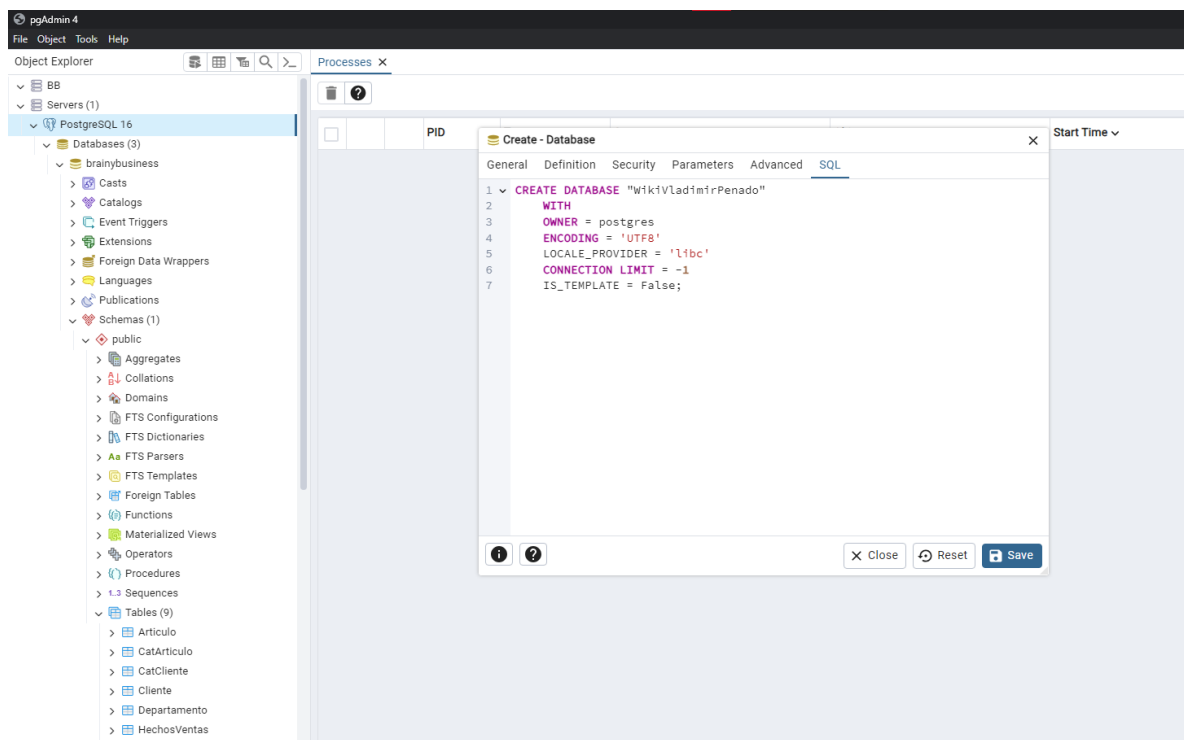 pgAdmin 4
File Object Tools Help
Object Explorer
Processes
BB
Servers (1)
PostgreSQL 16
Databases (3)
brainybusiness
Casts
Catalogs
Event Triggers
Extensions
Foreign Data Wrappers
Languages
Publications
Schemas (1)
public
Aggregates
Collations
Domains
FTS Configurations
FTS Dictionaries
Aa FTS Parsers
FTS Templates
Foreign Tables
Functions
Materialized Views
Operators
Procedures
1..3 Sequences
Tables (9)
Articulo
CatArticulo
CatCliente
Cliente
Departamento
HechosVentas
PID
Start Time
Create - Database
General Definition Security Parameters Advanced SQL
1 CREATE DATABASE "WikiVladimirPenado"
2 WITH
3 OWNER = postgres
4 ENCODING = 'UTF8'
5 LOCALE_PROVIDER = 'libc'
6 CONNECTION LIMIT = -1
7 IS_TEMPLATE = False;
Close Reset Save